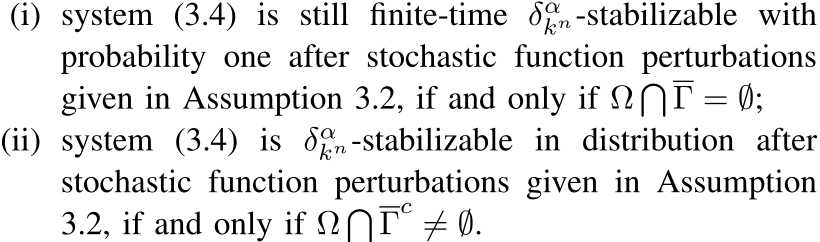 (i) system (3.4) is still finite-time $\delta_{k^n}^{\alpha}$-stabilizable with
probability one after stochastic function perturbations
given in Assumption 3.2, if and only if $\Omega \bigcap \overline{\Gamma} = \emptyset$;
(ii) system (3.4) is $\delta_{k^n}^{\alpha}$-stabilizable in distribution after
stochastic function perturbations given in Assumption
3.2, if and only if $\Omega \bigcap \overline{\Gamma}^c \neq \emptyset$.